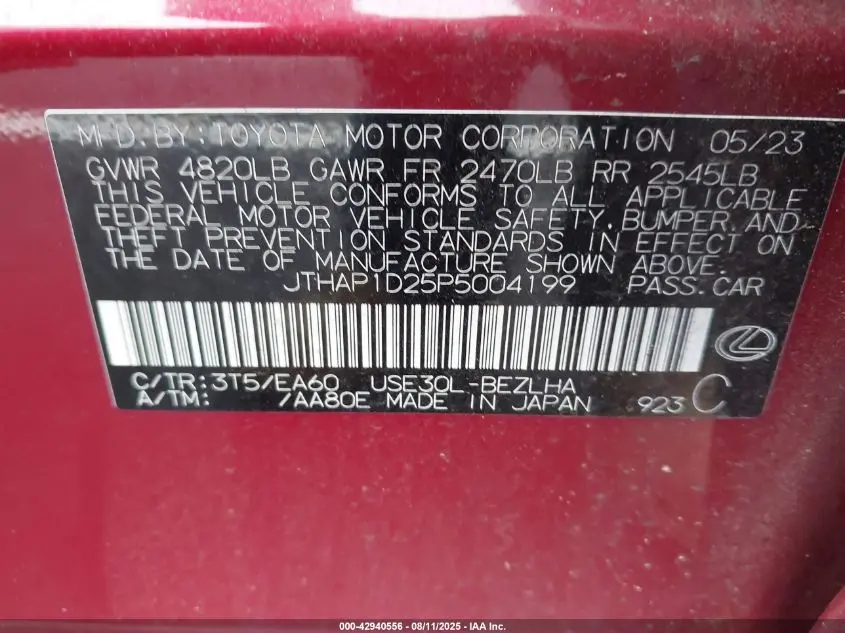 MFD.BY:TOYOTA MOTOR CORPORATION 05/23
GVWR 4820LB GAWR FR 2470LB RR 2545LB
THIS VEHICLE CONFORMS TO ALL APPLICABLE
FEDERAL MOTOR VEHICLE SAFETY,BUMPER,AND
THEFT PREVENTION STANDARDS IN EFFECT ON
THE DATE OF MANUFACTURE SHOWN ABOVE.
JTHAP1D25P5004199 PASS.CAR
C/TR:3T5/EA60 USE30L-BEZLHA
A/TM: /AA80E MADE IN JAPAN 923 C
000-42940556 - 08/11/2025 - IAA Inc.